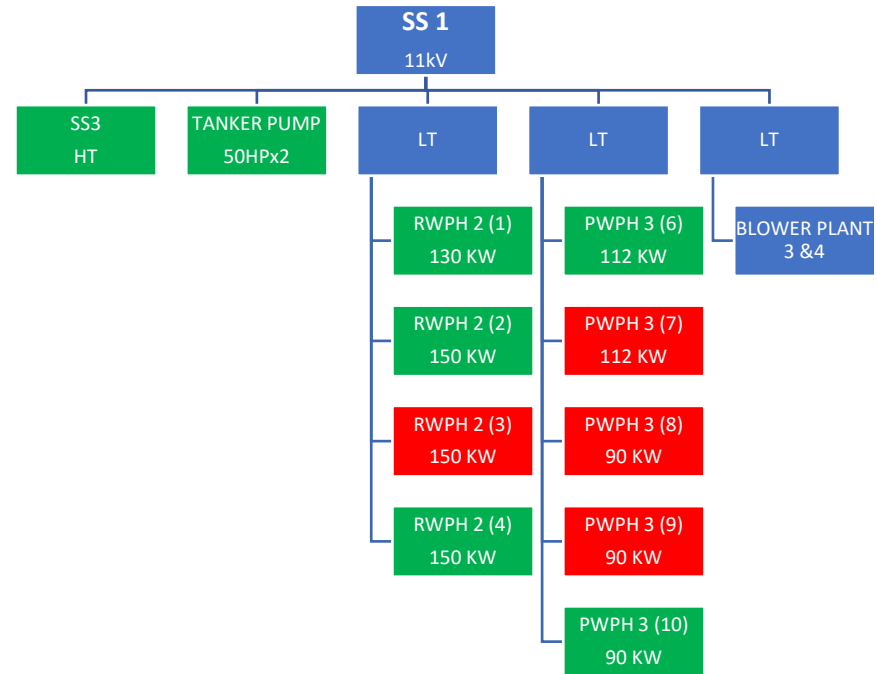 SS 1
11kV
SS3
HT
TANKER PUMP
50HPx2
LT
LT
LT
RWPH 2 (1)
130 KW
RWPH 2 (2)
150 KW
RWPH 2 (3)
150 KW
RWPH 2 (4)
150 KW
PWPH 3 (6)
112 KW
PWPH 3 (7)
112 KW
PWPH 3 (8)
90 KW
PWPH 3 (9)
90 KW
PWPH 3 (10)
90 KW
BLOWER PLANT
3 &4